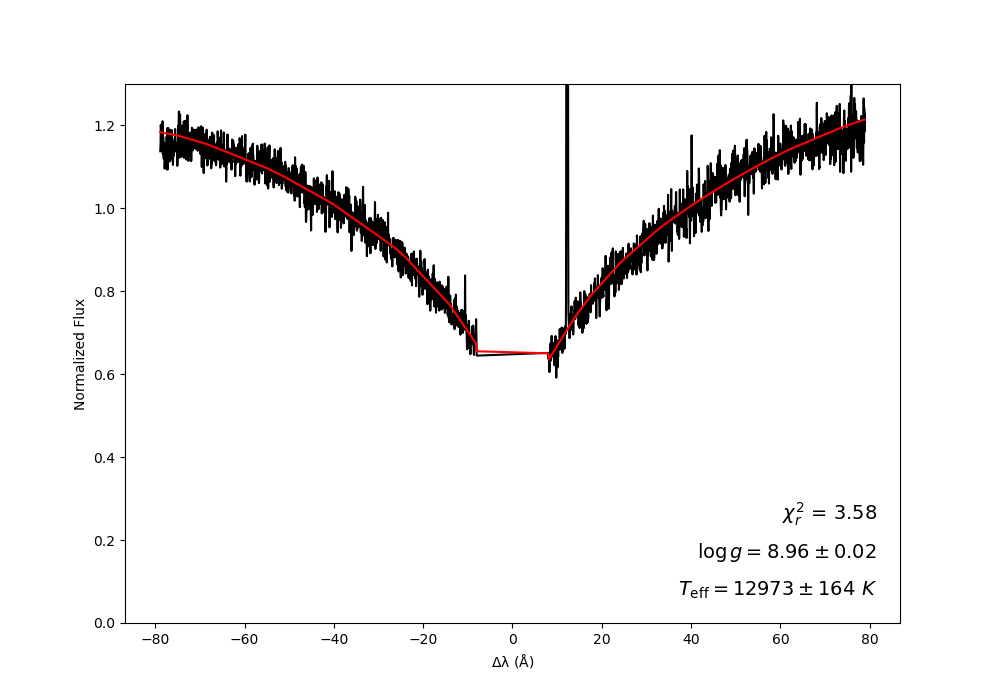 Normalized Flux
1.2
1.0
0.8
0.6
0.4
0.2
0.0
χ²ᵣ = 3.58
log g = 8.96 ± 0.02
T_eff = 12973 ± 164 K
−80 −60 −40 −20 0 20 40 60 80
Δλ (Å)